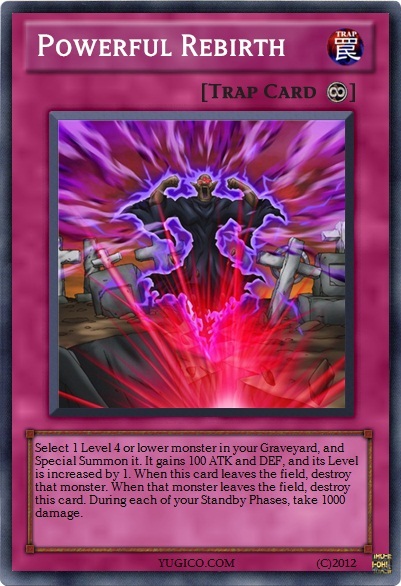 POWERFUL REBIRTH
TRAP
罠
[TRAP CARD ]
Select 1 Level 4 or lower monster in your Graveyard, and
Special Summon it. It gains 100 ATK and DEF, and its Level
is increased by 1. When this card leaves the field, destroy
that monster. When that monster leaves the field, destroy
this card. During each of your Standby Phases, take 1000
damage.
YUGICO.COM (C)2012